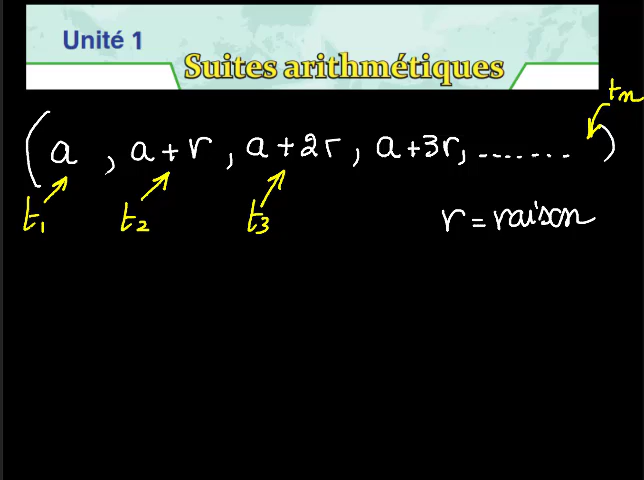 Unité 1
Suites arithmétiques
tn
(a, a+r, a+2r, a+3r, ....... )
t1 t2 t3
r = raison